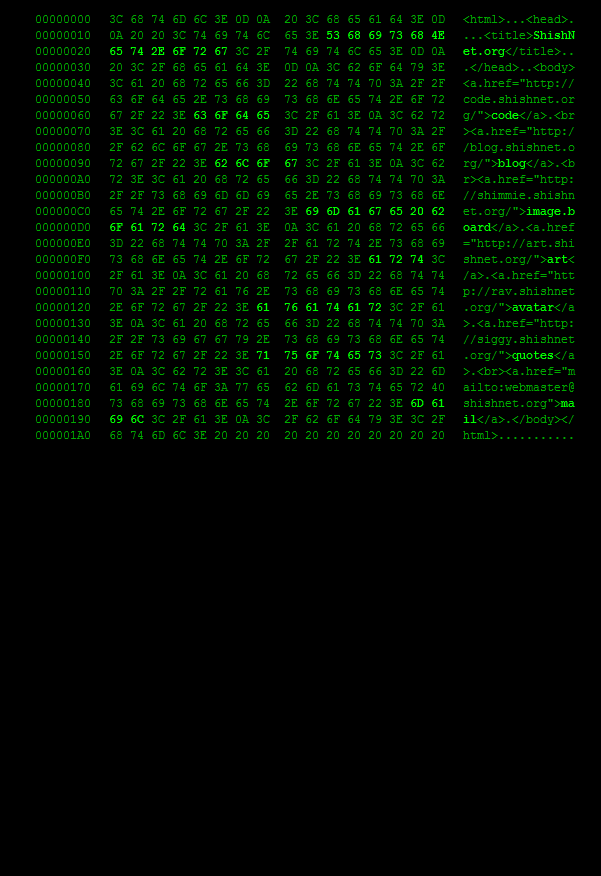 00000000 3C 68 74 6D 6C 3E 0D 0A 20 3C 68 65 61 64 3E 0D <html>...<head>.
00000010 0A 20 20 3C 74 69 74 6C 65 3E 53 68 69 73 68 4E ...<title>ShishN
00000020 65 74 2E 6F 72 67 3C 2F 74 69 74 6C 65 3E 0D 0A et.org</title>..
00000030 20 3C 2F 68 65 61 64 3E 0D 0A 3C 62 6F 64 79 3E .</head>..<body>
00000040 3C 61 20 68 72 65 66 3D 22 68 74 74 70 3A 2F 2F <a.href="http://
00000050 63 6F 64 65 2E 73 68 69 73 68 6E 65 74 2E 6F 72 code.shishnet.or
00000060 67 2F 22 3E 63 6F 64 65 3C 2F 61 3E 0A 3C 62 72 g/">code</a>.<br
00000070 3E 3C 61 20 68 72 65 66 3D 22 68 74 74 70 3A 2F ><a.href="http:/
00000080 2F 62 6C 6F 67 2E 73 68 69 73 68 6E 65 74 2E 6F /blog.shishnet.o
00000090 72 67 2F 22 3E 62 6C 6F 67 3C 2F 61 3E 0A 3C 62 rg/">blog</a>.<b
000000A0 72 3E 3C 61 20 68 72 65 66 3D 22 68 74 74 70 3A r><a.href="http:
000000B0 2F 2F 73 68 69 6D 6D 69 65 2E 73 68 69 73 68 6E //shimmie.shishn
000000C0 65 74 2E 6F 72 67 2F 22 3E 69 6D 61 67 65 20 62 et.org/">image.b
000000D0 6F 61 72 64 3C 2F 61 3E 0A 3C 61 20 68 72 65 66 oard</a>.<a.href
000000E0 3D 22 68 74 74 70 3A 2F 2F 61 72 74 2E 73 68 69 ="http://art.shi
000000F0 73 68 6E 65 74 2E 6F 72 67 2F 22 3E 61 72 74 3C shnet.org/">art<
00000100 2F 61 3E 0A 3C 61 20 68 72 65 66 3D 22 68 74 74 /a>.<a.href="htt
00000110 70 3A 2F 2F 72 61 76 2E 73 68 69 73 68 6E 65 74 p://rav.shishnet
00000120 2E 6F 72 67 2F 22 3E 61 76 61 74 61 72 3C 2F 61 .org/">avatar</a
00000130 3E 0A 3C 61 20 68 72 65 66 3D 22 68 74 74 70 3A >.<a.href="http:
00000140 2F 2F 73 69 67 67 79 2E 73 68 69 73 68 6E 65 74 //siggy.shishnet
00000150 2E 6F 72 67 2F 22 3E 71 75 6F 74 65 73 3C 2F 61 .org/">quotes</a
00000160 3E 0A 3C 62 72 3E 3C 61 20 68 72 65 66 3D 22 6D >.<br><a.href="m
00000170 61 69 6C 74 6F 3A 77 65 62 6D 61 73 74 65 72 40 ailto:webmaster@
00000180 73 68 69 73 68 6E 65 74 2E 6F 72 67 22 3E 6D 61 shishnet.org">ma
00000190 69 6C 3C 2F 61 3E 0A 3C 2F 62 6F 64 79 3E 3C 2F il</a>.</body></
000001A0 68 74 6D 6C 3E 20 20 20 20 20 20 20 20 20 20 20 html>...........